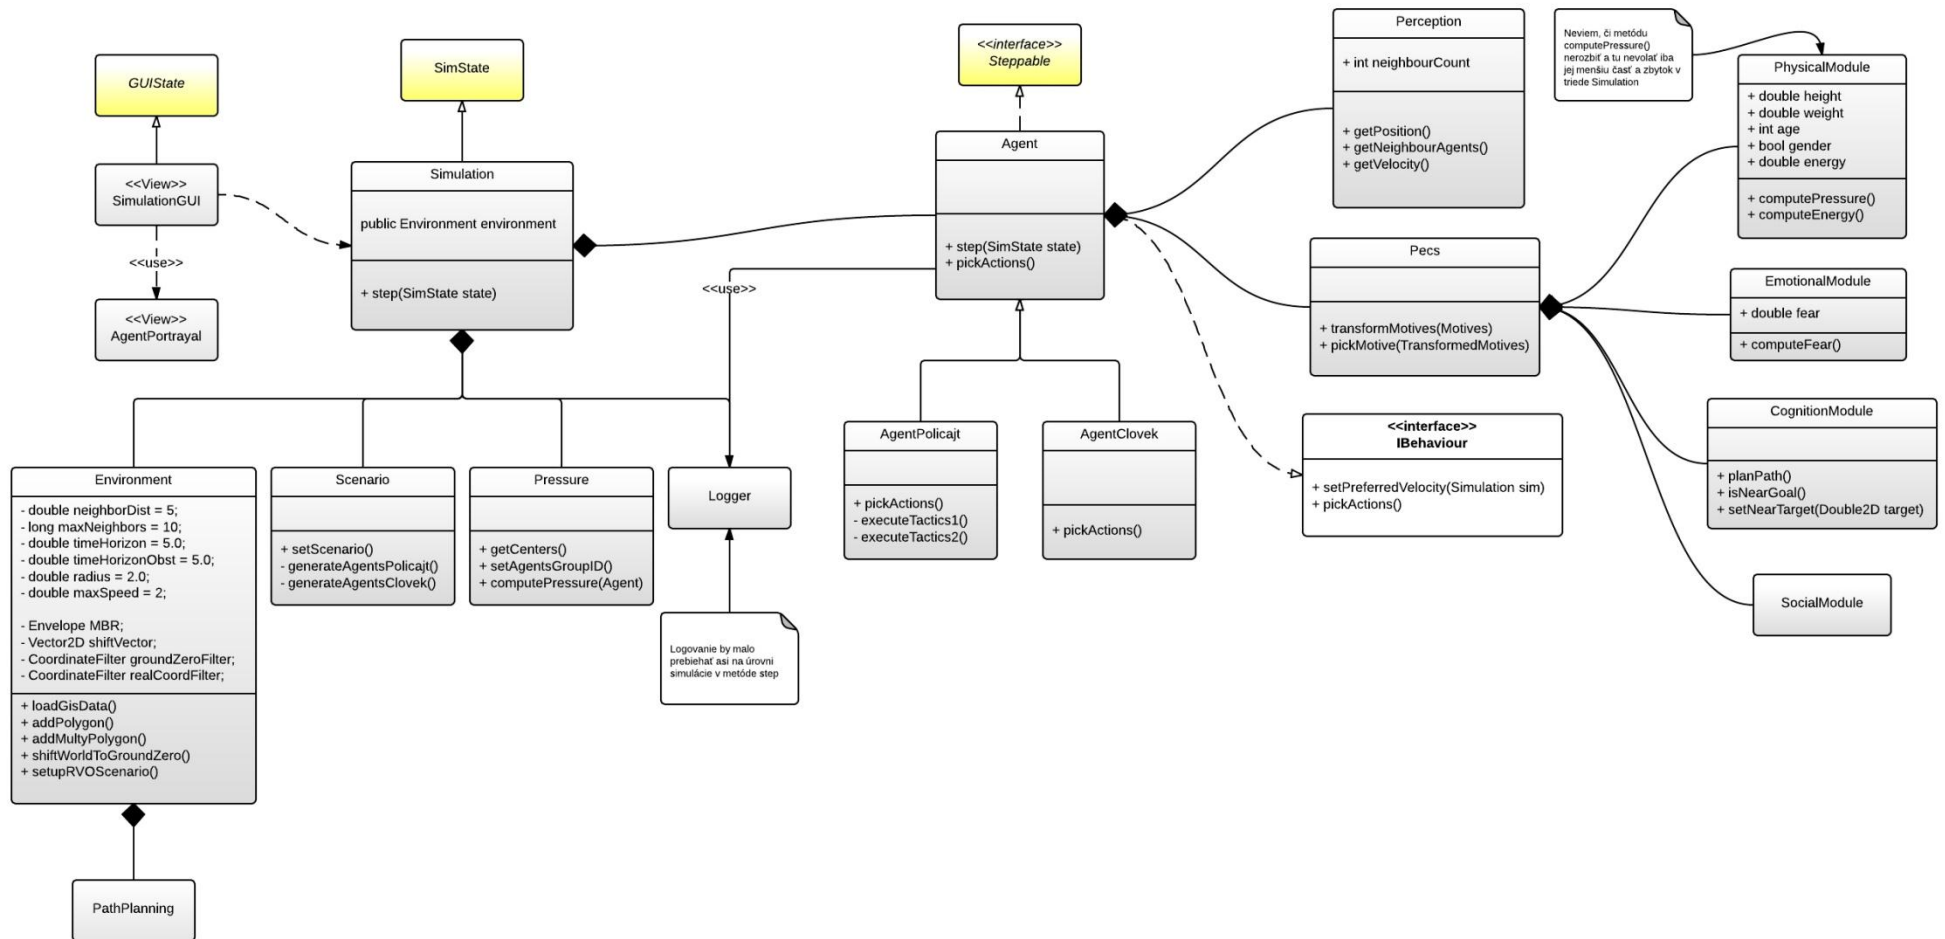 GUIState
<<View>>
SimulationGUI
<<use>>
<<View>>
AgentPortrayal
SimState
Simulation
public Environment environment
+ step(SimState state)
<<interface>>
Steppable
Agent
+ step(SimState state)
+ pickActions()
<<use>>
Perception
+ int neighbourCount
+ getPosition()
+ getNeighbourAgents()
+ getVelocity()
Neviem, či metódu
computePressure()
nerozbiť a tu nevolať iba
jej menšiu časť a zbytok v
triede Simulation
PhysicalModule
+ double height
+ double weight
+ int age
+ bool gender
+ double energy
+ computePressure()
+ computeEnergy()
Pecs
+ transformMotives(Motives)
+ pickMotive(TransformedMotives)
EmotionalModule
+ double fear
+ computeFear()
<<interface>>
IBehaviour
+ setPreferredVelocity(Simulation sim)
+ pickActions()
CognitionModule
+ planPath()
+ isNearGoal()
+ setNearTarget(Double2D target)
SocialModule
AgentPolicajt
+ pickActions()
- executeTactics1()
- executeTactics2()
AgentClovek
+ pickActions()
Environment
- double neighborDist = 5;
- long maxNeighbors = 10;
- double timeHorizon = 5.0;
- double timeHorizonObst = 5.0;
- double radius = 2.0;
- double maxSpeed = 2;
- Envelope MBR;
- Vector2D shiftVector;
- CoordinateFilter groundZeroFilter;
- CoordinateFilter realCoordFilter;
+ loadGisData()
+ addPolygon()
+ addMultyPolygon()
+ shiftWorldToGroundZero()
+ setupRVOScenario()
Scenario
+ setScenario()
- generateAgentsPolicajt()
- generateAgentsClovek()
Pressure
+ getCenters()
+ setAgentsGroupID()
+ computePressure(Agent)
Logger
Logovanie by malo
prebiehať asi na úrovni
simulácie v metóde step
PathPlanning